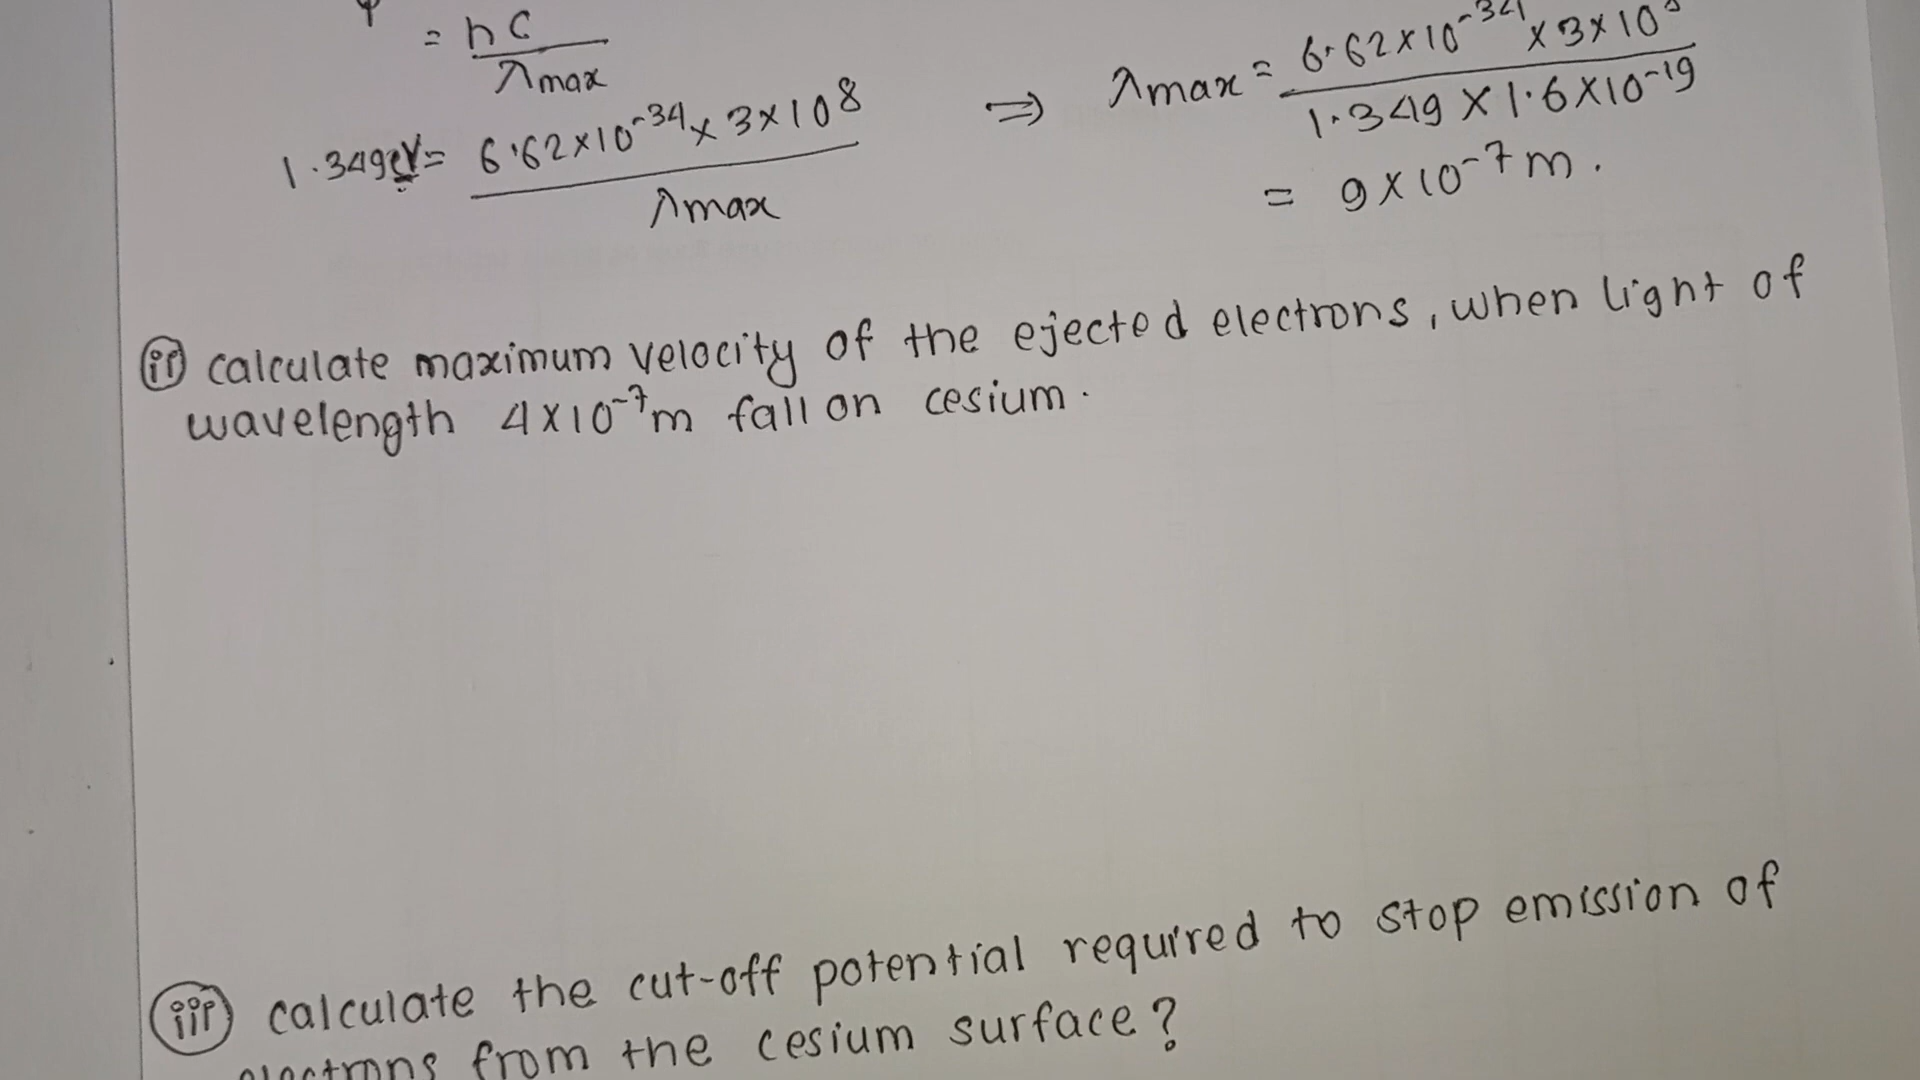 φ = hc / λmax
1.349eV = 6.62×10⁻³⁴ × 3×10⁸ / λmax
⇒ λmax = 6.62×10⁻³⁴ × 3×10⁸ / 1.349 × 1.6×10⁻¹⁹
= 9×10⁻⁷ m.
(ii) calculate maximum velocity of the ejected electrons, when light of
wavelength 4×10⁻⁷m fall on cesium.
(iii) calculate the cut-off potential required to stop emission of
electrons from the cesium surface?